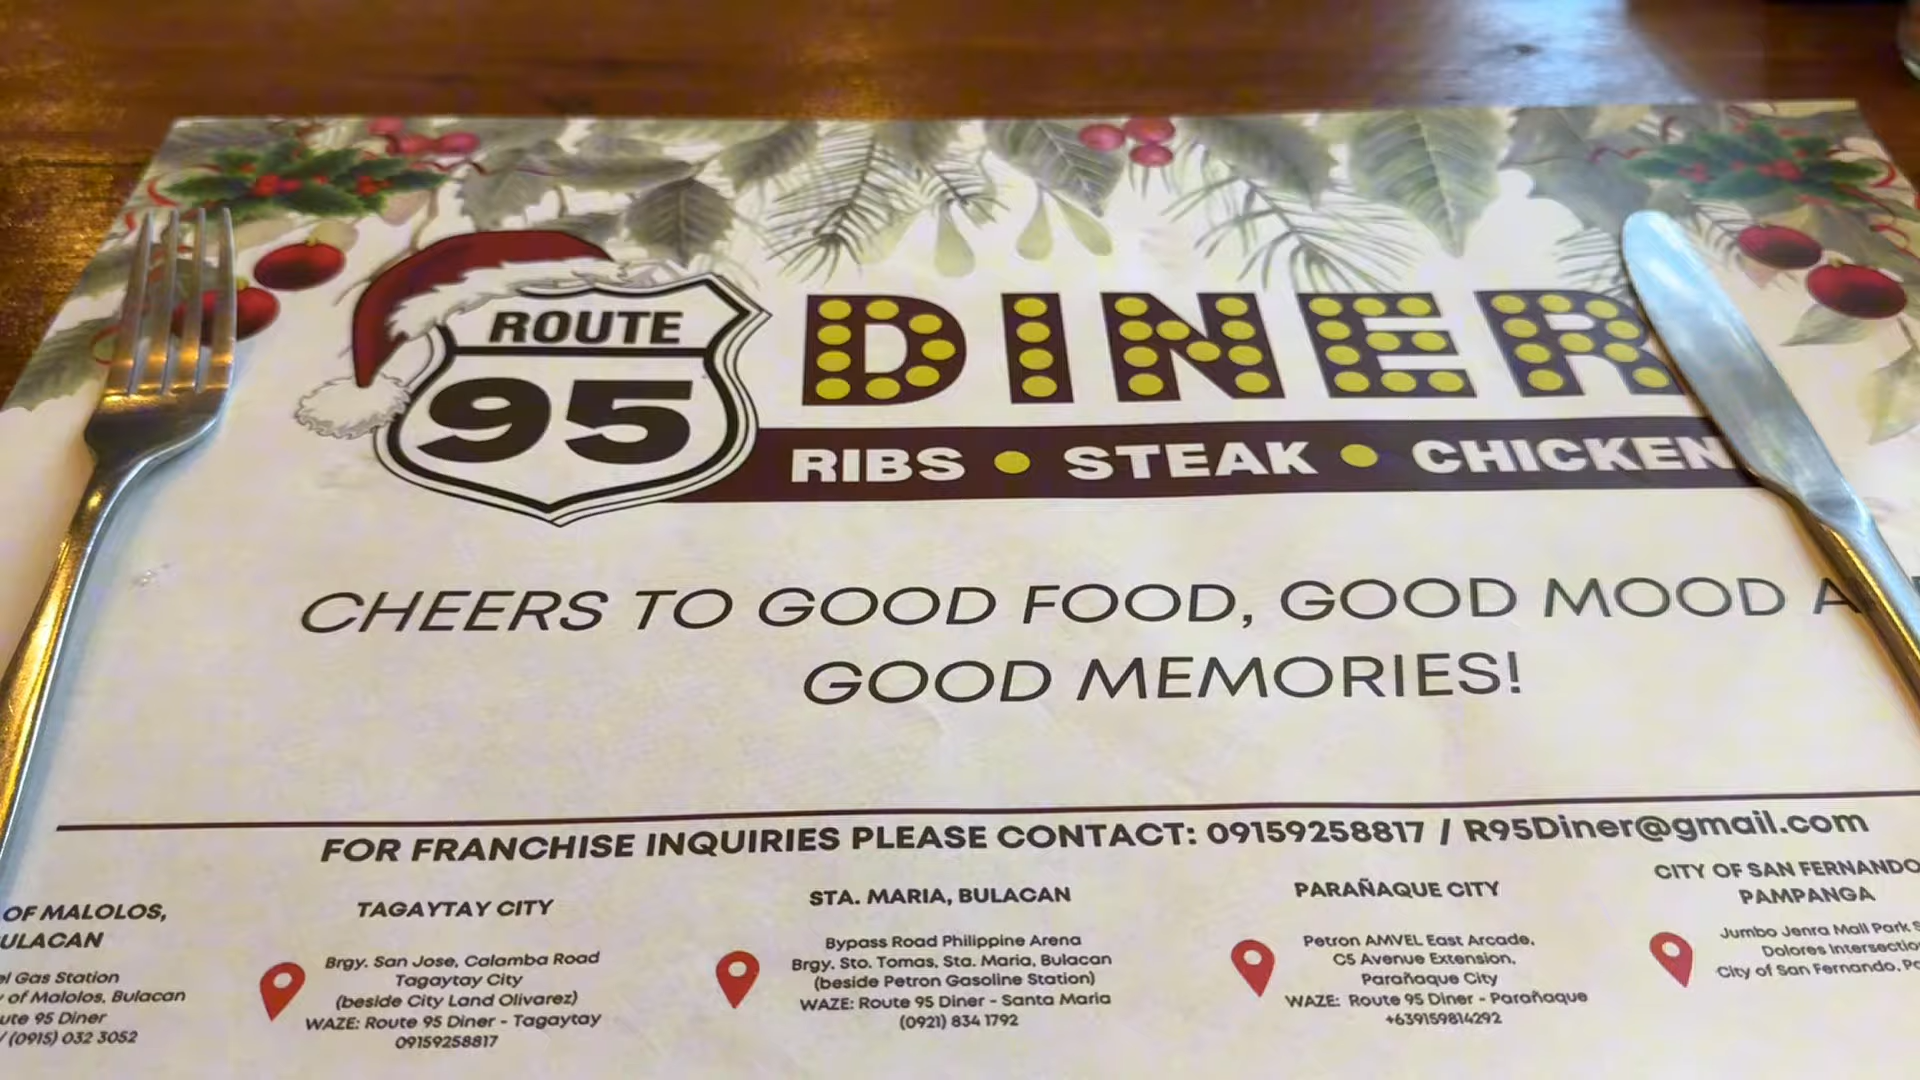 ROUTE
95
DINER
RIBS • STEAK • CHICKEN
CHEERS TO GOOD FOOD, GOOD MOOD
GOOD MEMORIES!
FOR FRANCHISE INQUIRIES PLEASE CONTACT: 09159258817 / R95Diner@gmail.com
OF MALOLOS,
Gas Station
of Malolos, Bulacan
95 Diner
(0915) 032 3052
TAGAYTAY CITY
Brgy. San Jose, Calamba Road
Tagaytay City
(beside City Land Olivarez)
WAZE: Route 95 Diner - Tagaytay
09159258817
STA. MARIA, BULACAN
Bypass Road Philippine Arena
Brgy. Sto. Tomas, Sta. Maria, Bulacan
(beside Petron Gasoline Station)
WAZE: Route 95 Diner - Santa Maria
(0921) 834 1792
PARAÑAQUE CITY
Petron AMVEL East Arcade,
C5 Avenue Extension,
Parañaque City
WAZE: Route 95 Diner - Parañaque
+639159814292
CITY OF SAN FERNANDO
PAMPANGA
Jumbo Jenra Mall Park
Dolores
City of San Fernando,